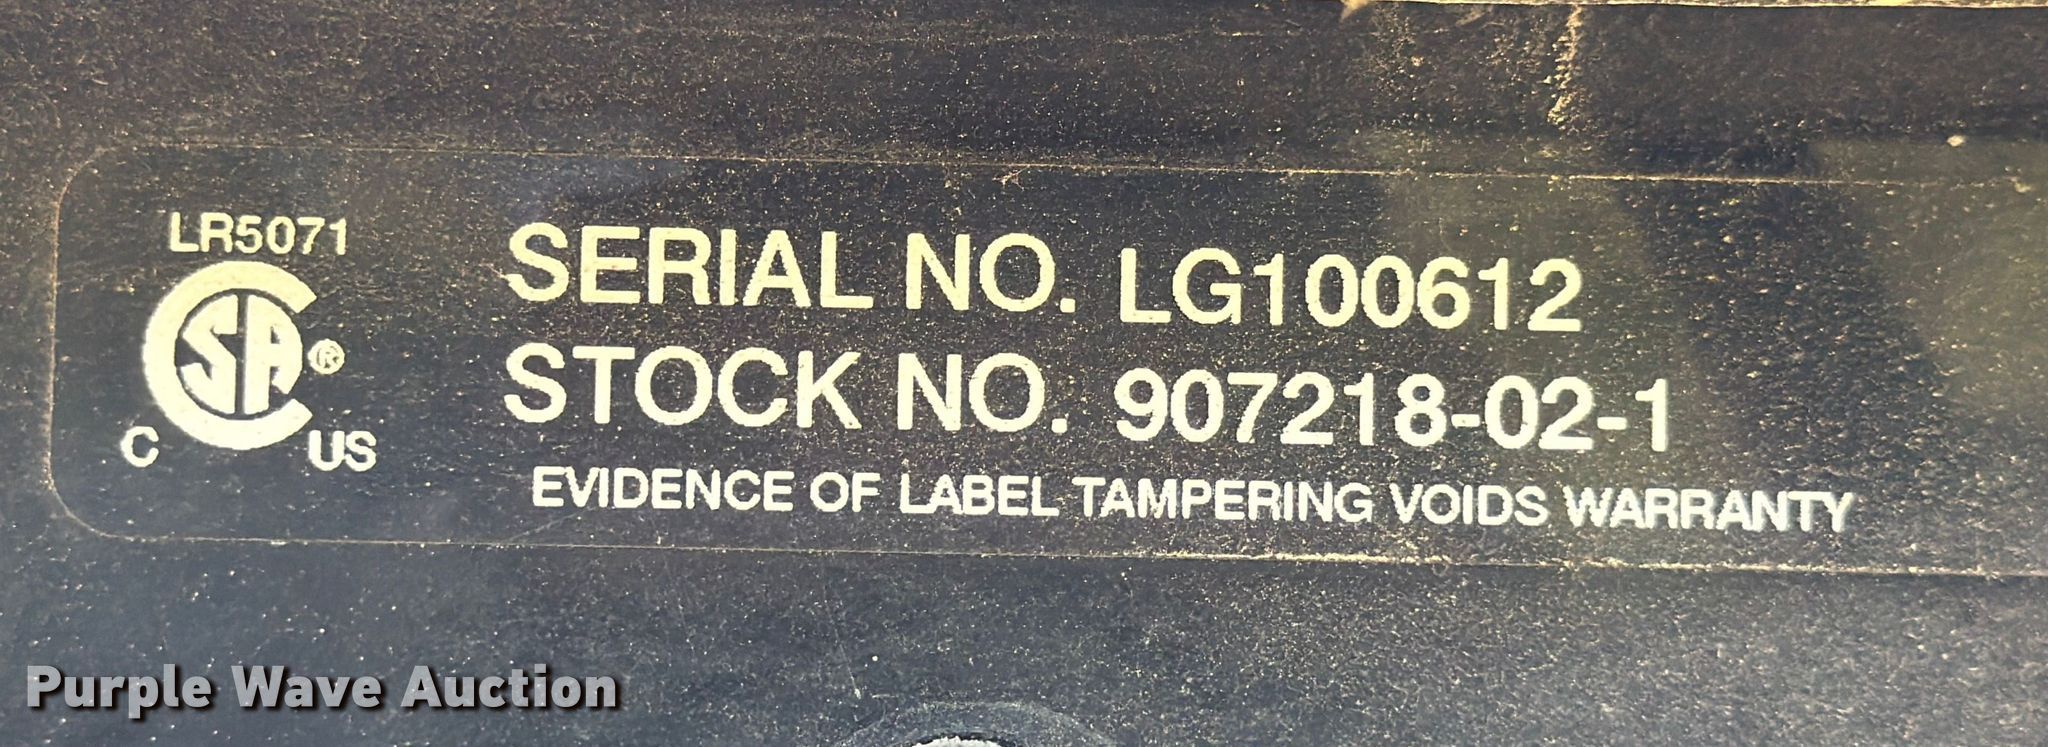 LR5071
CSA®
C US
SERIAL NO. LG100612
STOCK NO. 907218-02-1
EVIDENCE OF LABEL TAMPERING VOIDS WARRANTY
Purple Wave Auction